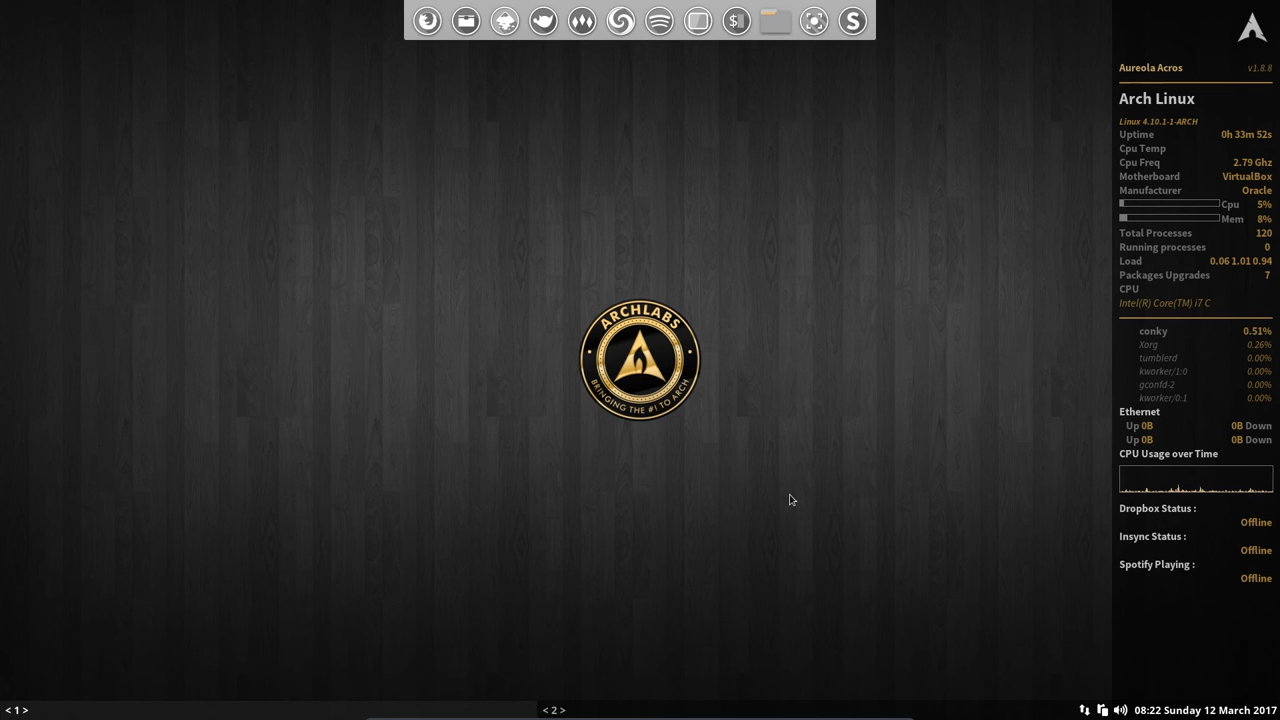 $
S
Aureola Acros v1.8.8
Arch Linux
Linux 4.10.1-1-ARCH
Uptime 0h 33m 52s
Cpu Temp
Cpu Freq 2.79 Ghz
Motherboard VirtualBox
Manufacturer Oracle
Cpu 5%
Mem 8%
Total Processes 120
Running processes 0
Load 0.06 1.01 0.94
Packages Upgrades 7
CPU
Intel(R) Core(TM) i7 C
conky 0.51%
Xorg 0.26%
tumblerd 0.00%
kworker/1:0 0.00%
gconfd-2 0.00%
kworker/0:1 0.00%
Ethernet
Up 0B 0B Down
Up 0B 0B Down
CPU Usage over Time
Dropbox Status :
Offline
Insync Status :
Offline
Spotify Playing :
Offline
ARCHLABS
BRINGING THE #! TO ARCH
< 1 > < 2 > 08:22 Sunday 12 March 2017